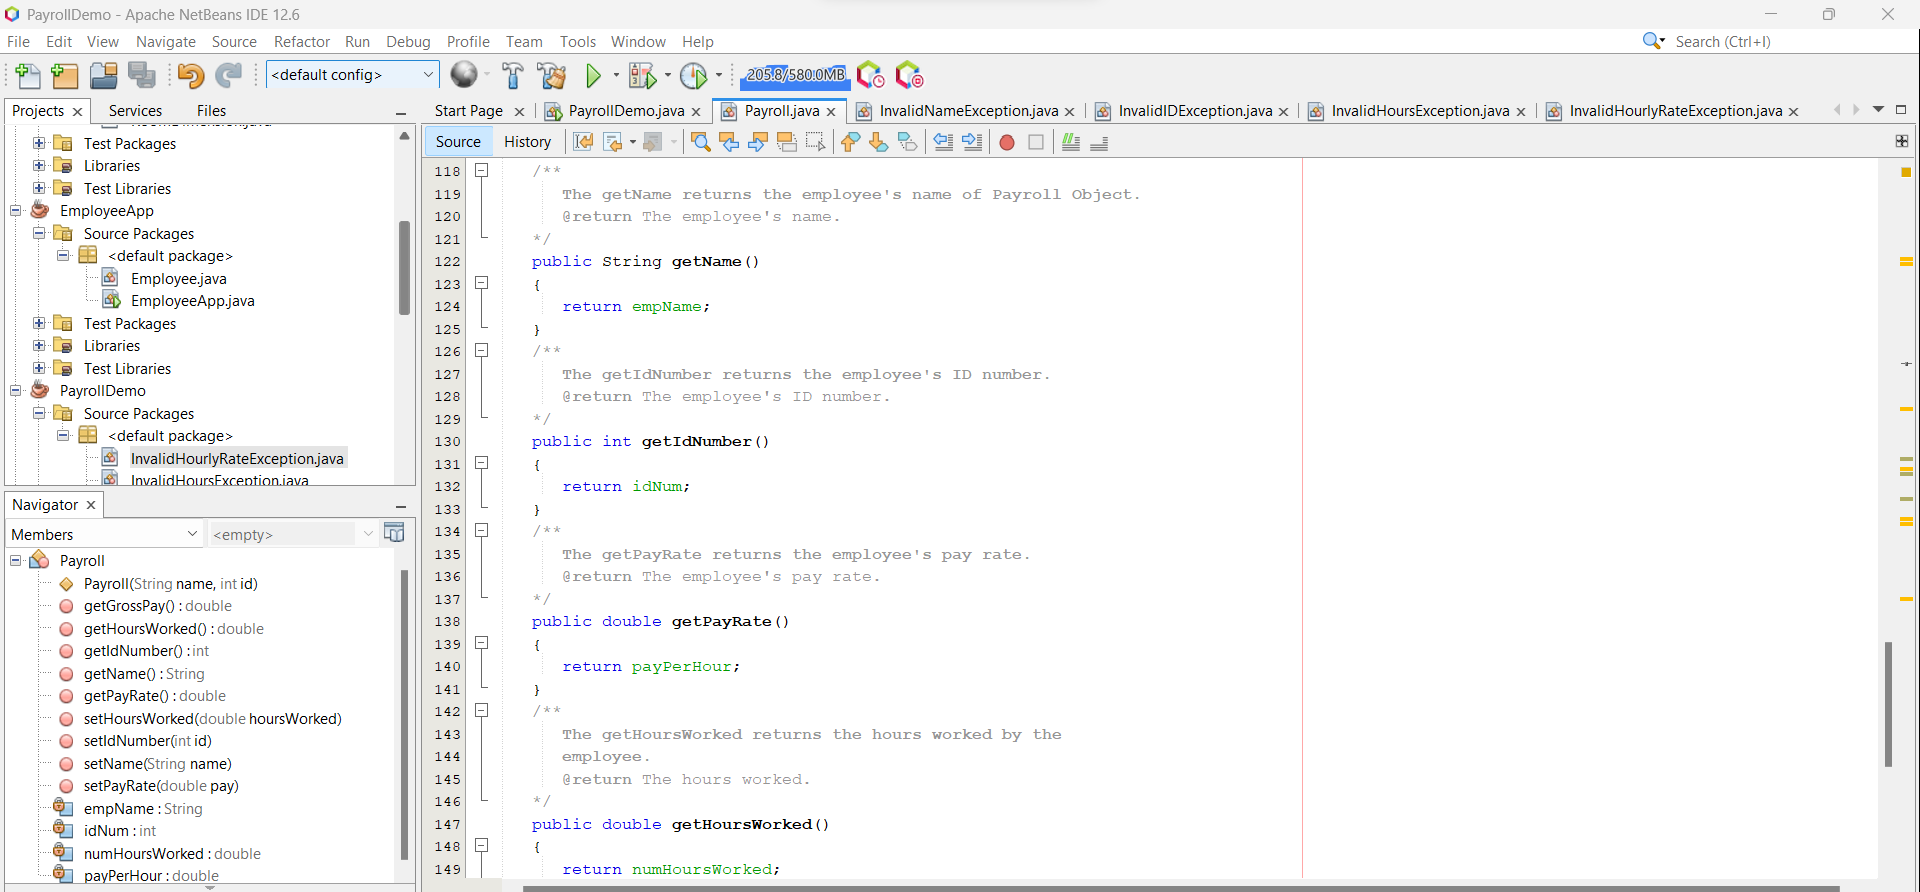 PayrollDemo - Apache NetBeans IDE 12.6
File Edit View Navigate Source Refactor Run Debug Profile Team Tools Window Help
Search (Ctrl+I)
<default config>
205.8/580.0MB
Projects Services Files
Test Packages
Libraries
Test Libraries
EmployeeApp
Source Packages
<default package>
Employee.java
EmployeeApp.java
Test Packages
Libraries
Test Libraries
PayrollDemo
Source Packages
<default package>
InvalidHourlyRateException.java
InvalidHoursException.java
Navigator
Members <empty>
Payroll
Payroll(String name, int id)
getGrossPay() : double
getHoursWorked() : double
getIdNumber() : int
getName() : String
getPayRate() : double
setHoursWorked(double hoursWorked)
setIdNumber(int id)
setName(String name)
setPayRate(double pay)
empName : String
idNum : int
numHoursWorked : double
payPerHour : double
Start Page PayrollDemo.java Payroll.java InvalidNameException.java InvalidIDException.java InvalidHoursException.java InvalidHourlyRateException.java
Source History
118 /**
119 The getName returns the employee's name of Payroll Object.
120 @return The employee's name.
121 */
122 public String getName()
123 {
124 return empName;
125 }
126 /**
127 The getIdNumber returns the employee's ID number.
128 @return The employee's ID number.
129 */
130 public int getIdNumber()
131 {
132 return idNum;
133 }
134 /**
135 The getPayRate returns the employee's pay rate.
136 @return The employee's pay rate.
137 */
138 public double getPayRate()
139 {
140 return payPerHour;
141 }
142 /**
143 The getHoursWorked returns the hours worked by the
144 employee.
145 @return The hours worked.
146 */
147 public double getHoursWorked()
148 {
149 return numHoursWorked;